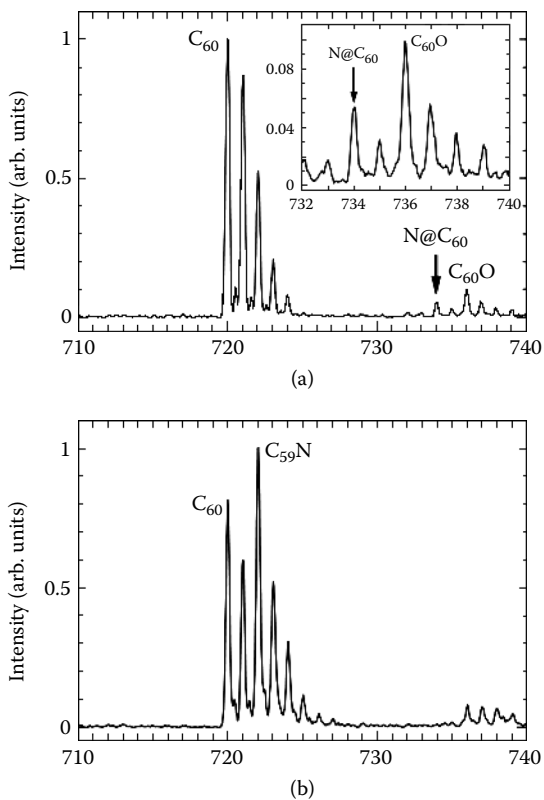 1
C₆₀
0.5
0
Intensity (arb. units)
N@C₆₀
C₆₀O
0.08
0.04
0
732 734 736 738 740
N@C₆₀
C₆₀O
710 720 730 740
(a)
1
C₅₉N
C₆₀
0.5
0
Intensity (arb. units)
710 720 730 740
(b)